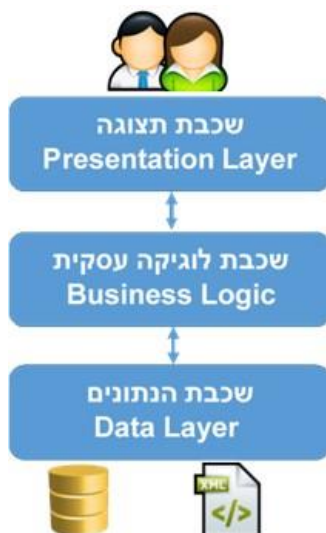 שכבת תצוגה
Presentation Layer
שכבת לוגיקה עסקית
Business Logic
שכבת הנתונים
Data Layer
XML
</>